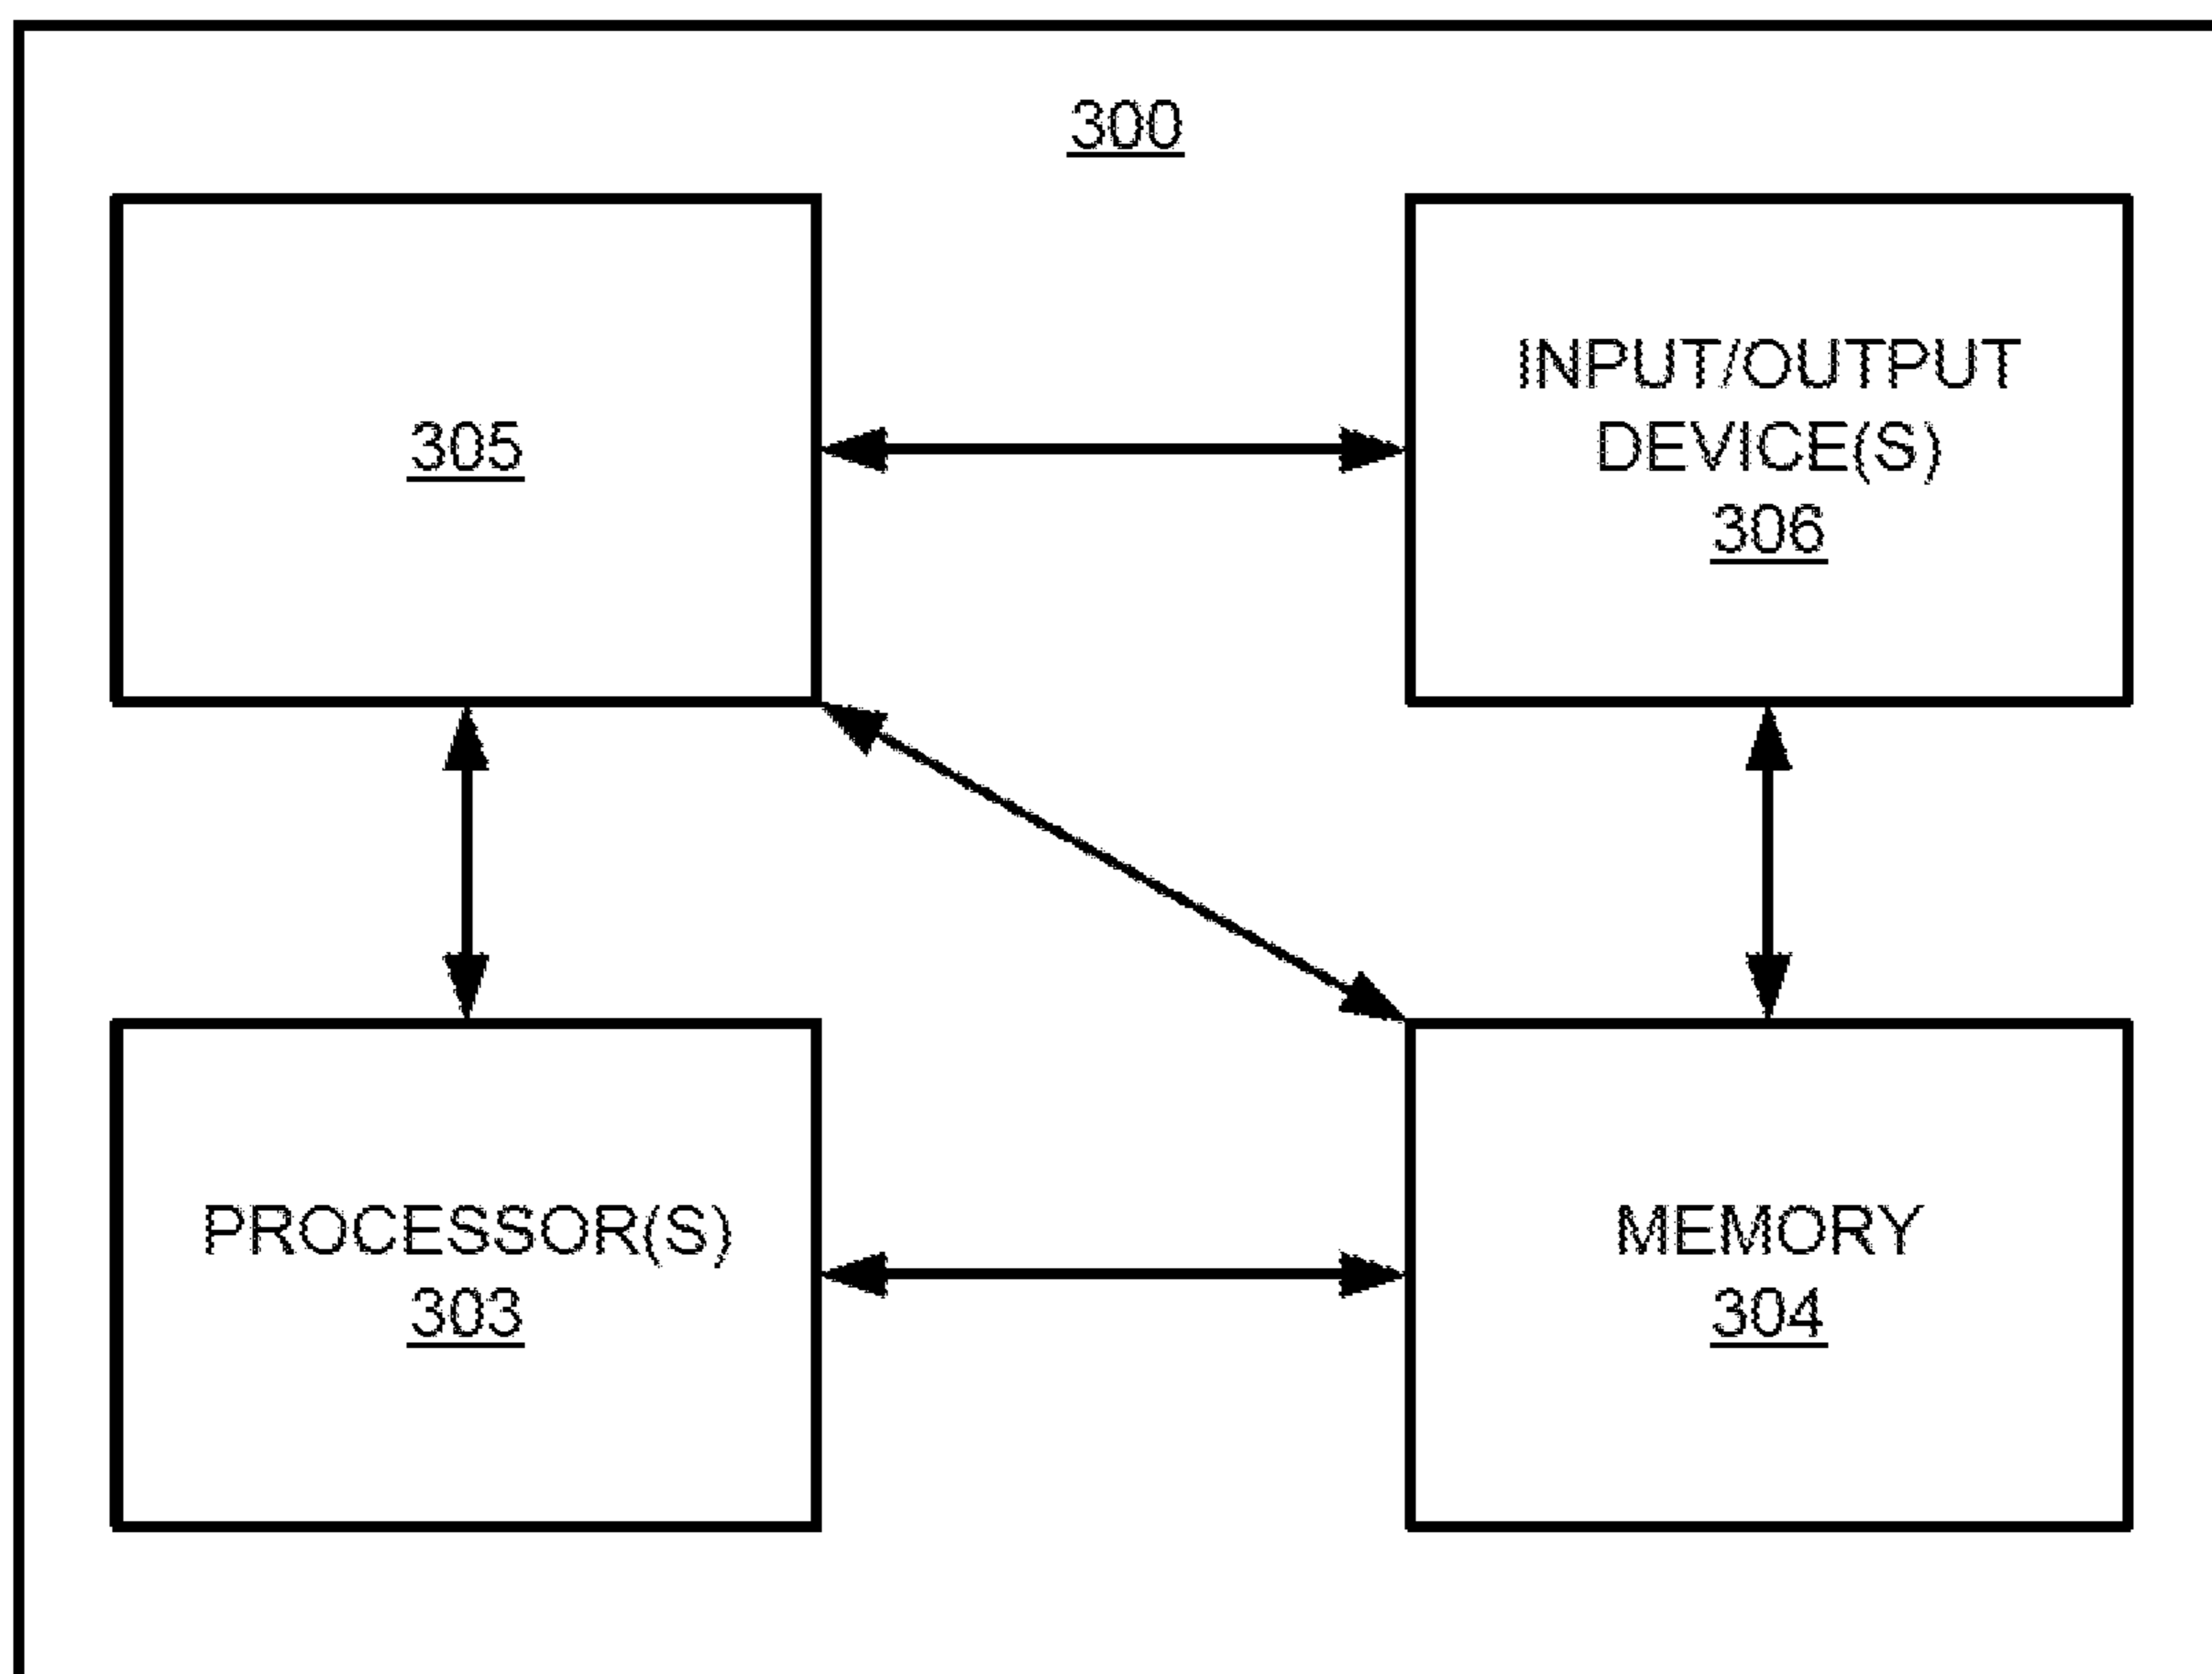 300
305
INPUT/OUTPUT
DEVICE(S)
306
PROCESSOR(S)
303
MEMORY
304